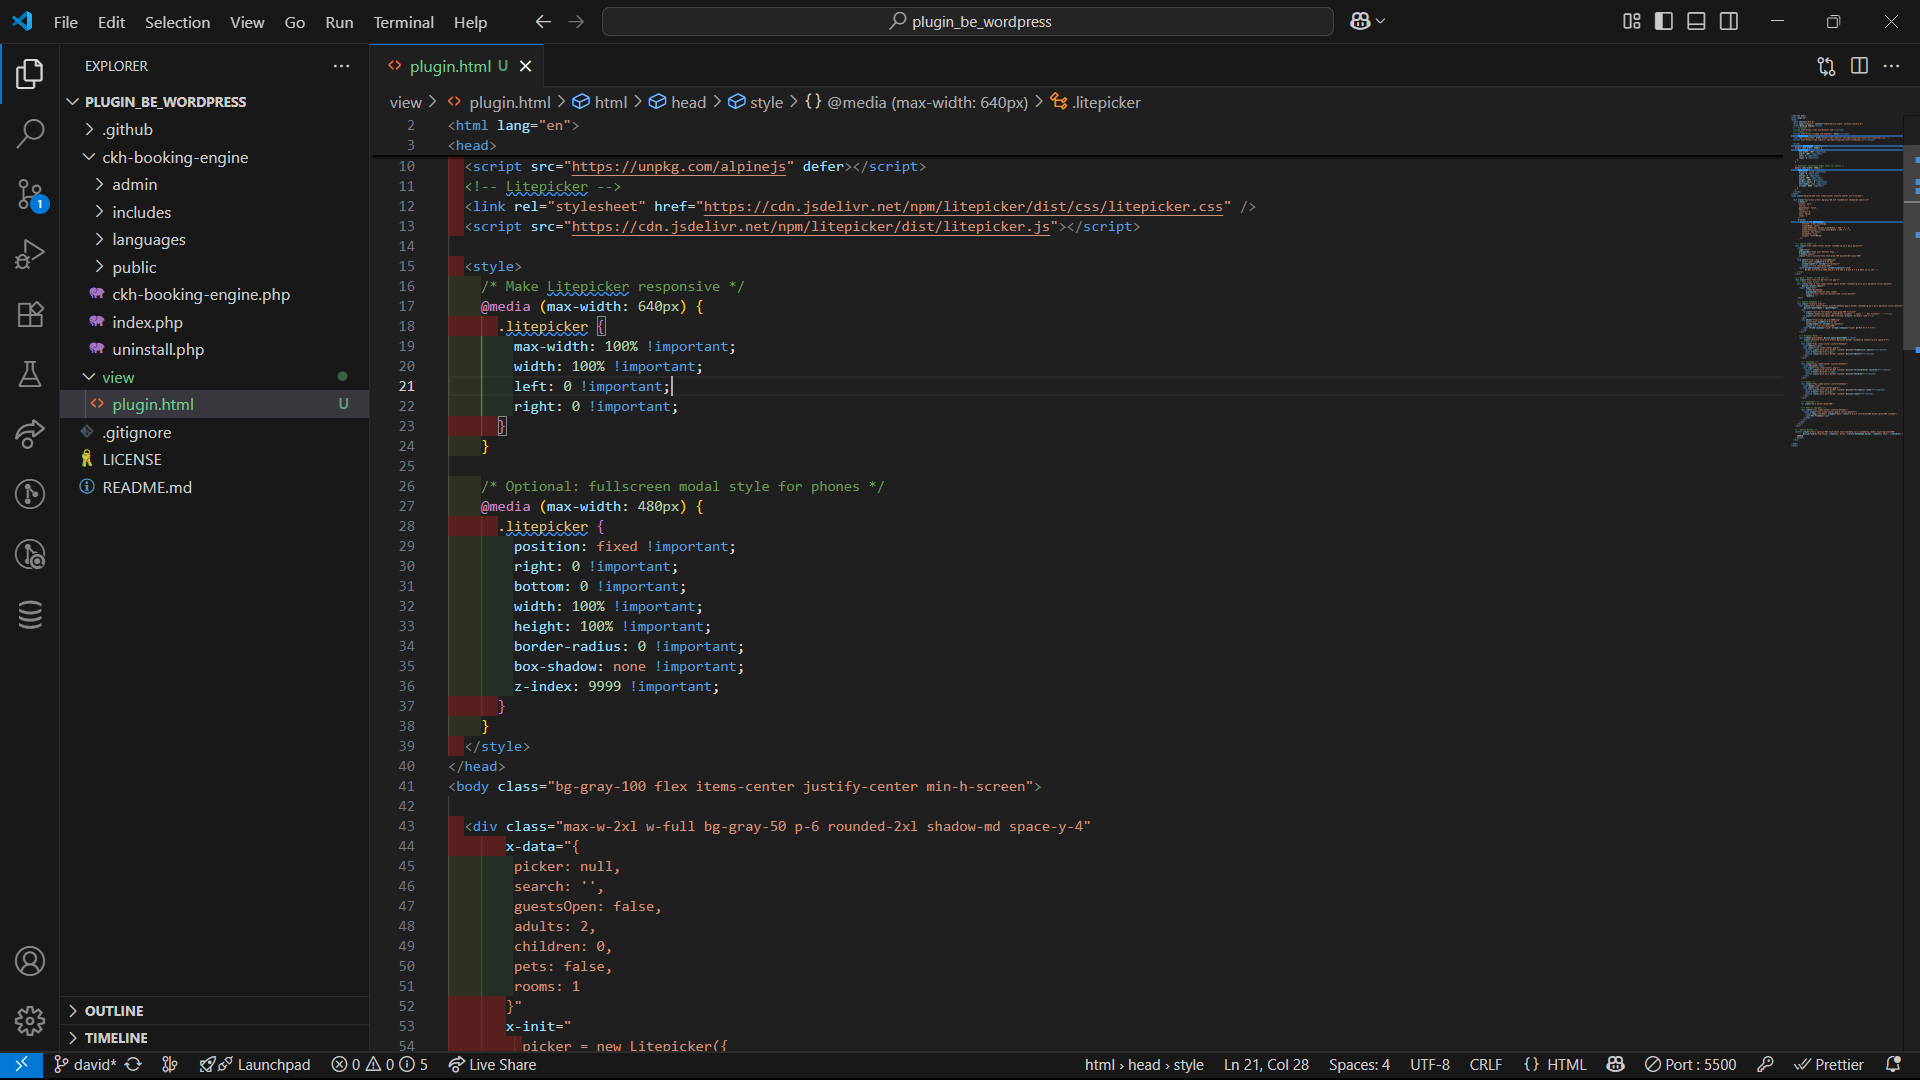 File Edit Selection View Go Run Terminal Help
plugin_be_wordpress
EXPLORER
PLUGIN_BE_WORDPRESS
.github
ckh-booking-engine
admin
includes
languages
public
ckh-booking-engine.php
index.php
uninstall.php
view
plugin.html U
.gitignore
LICENSE
README.md
OUTLINE
TIMELINE
1
plugin.html U
view > plugin.html > html > head > style > {} @media (max-width: 640px) > .litepicker
2 <html lang="en">
3 <head>
10 <script src="https://unpkg.com/alpinejs" defer></script>
11 <!-- Litepicker -->
12 <link rel="stylesheet" href="https://cdn.jsdelivr.net/npm/litepicker/dist/css/litepicker.css" />
13 <script src="https://cdn.jsdelivr.net/npm/litepicker/dist/litepicker.js"></script>
14
15 <style>
16 /* Make Litepicker responsive */
17 @media (max-width: 640px) {
18 .litepicker {
19 max-width: 100% !important;
20 width: 100% !important;
21 left: 0 !important;
22 right: 0 !important;
23 }
24 }
25
26 /* Optional: fullscreen modal style for phones */
27 @media (max-width: 480px) {
28 .litepicker {
29 position: fixed !important;
30 right: 0 !important;
31 bottom: 0 !important;
32 width: 100% !important;
33 height: 100% !important;
34 border-radius: 0 !important;
35 box-shadow: none !important;
36 z-index: 9999 !important;
37 }
38 }
39 </style>
40 </head>
41 <body class="bg-gray-100 flex items-center justify-center min-h-screen">
42
43 <div class="max-w-2xl w-full bg-gray-50 p-6 rounded-2xl shadow-md space-y-4"
44 x-data="{
45 picker: null,
46 search: '',
47 guestsOpen: false,
48 adults: 2,
49 children: 0,
50 pets: false,
51 rooms: 1
52 }"
53 x-init="
54 picker = new Litepicker({
david* Launchpad 0 0 5 Live Share html > head > style Ln 21, Col 28 Spaces: 4 UTF-8 CRLF {} HTML Port : 5500 Prettier